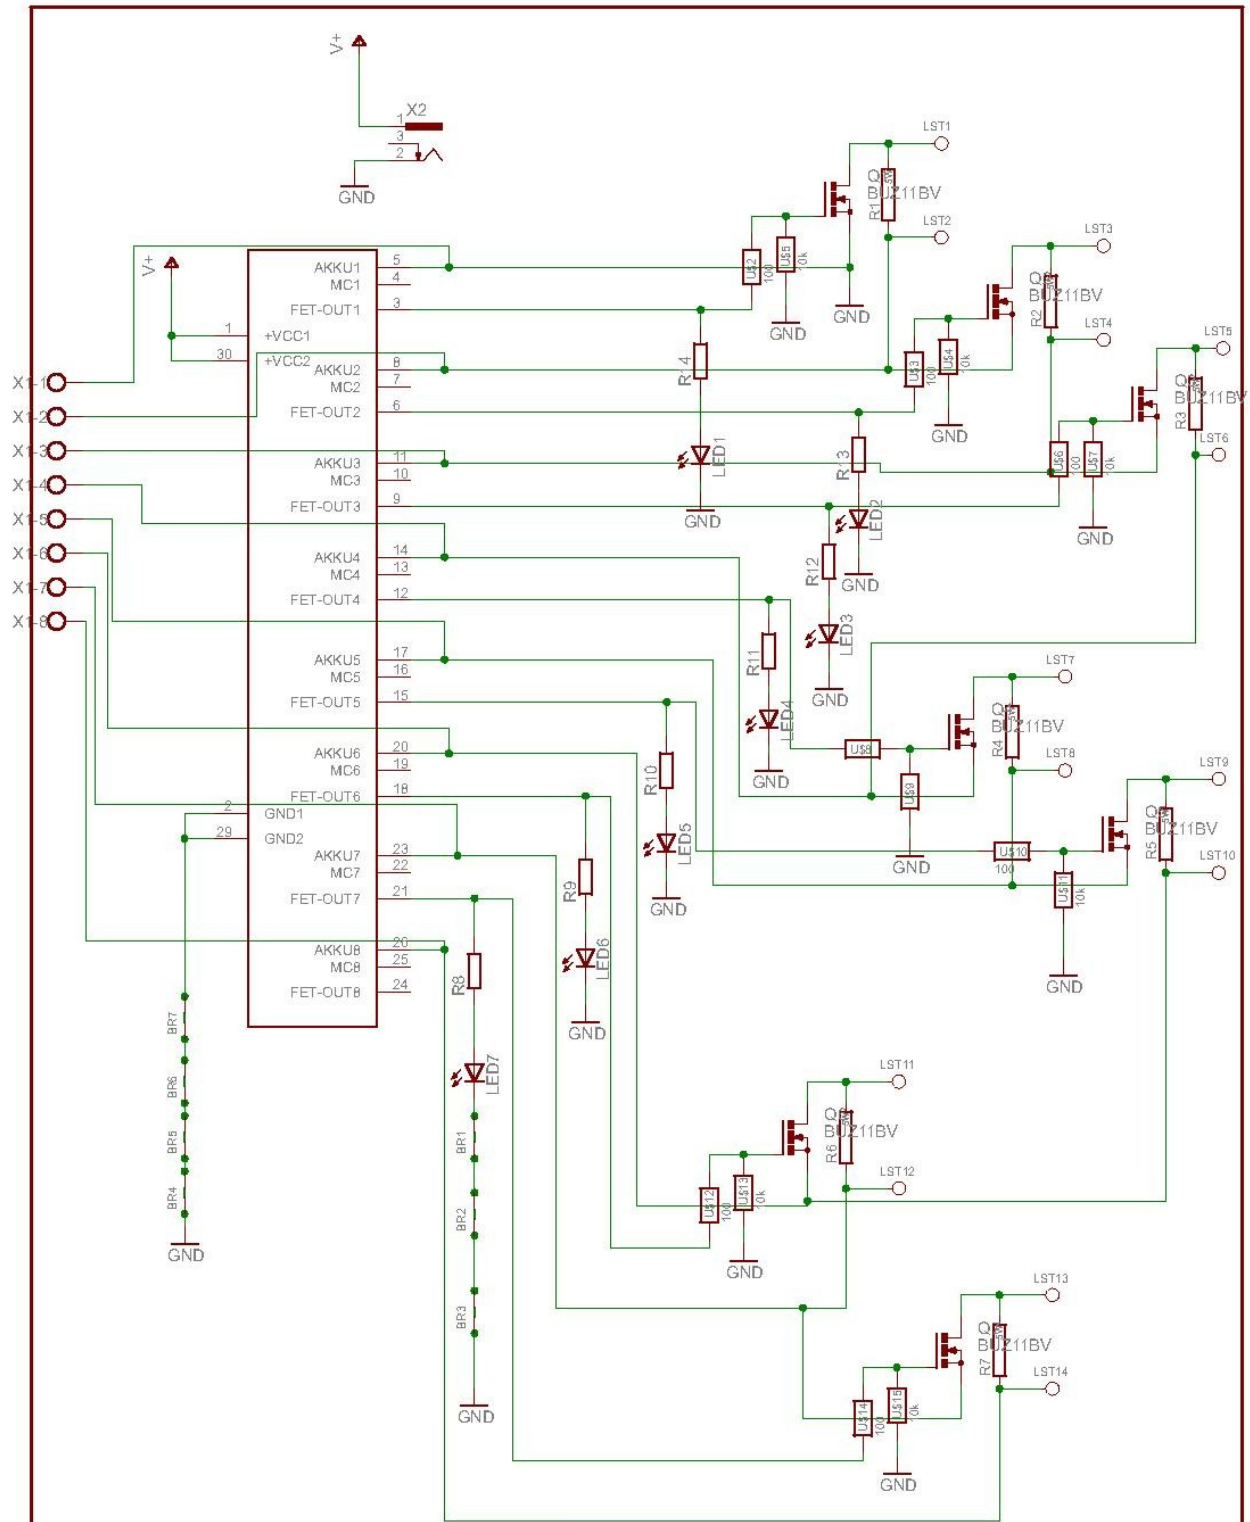 V+
X2
1
3
2
GND
LST1
BUZ11BV
R1
LST2
U$2
100
U$5
10k
GND
GND
V+
AKKU1
5
MC1
4
FET-OUT1
3
1
+VCC1
30
+VCC2
AKKU2
8
MC2
7
FET-OUT2
6
AKKU3
11
MC3
10
FET-OUT3
9
AKKU4
14
MC4
13
FET-OUT4
12
AKKU5
17
MC5
16
FET-OUT5
15
AKKU6
20
MC6
19
FET-OUT6
18
2
GND1
29
GND2
AKKU7
23
MC7
22
FET-OUT7
21
AKKU8
26
MC8
25
FET-OUT8
24
X1-1
X1-2
X1-3
X1-4
X1-5
X1-6
X1-7
X1-8
LST3
BUZ11BV
R2
LST4
U$3
100
U$4
10k
GND
LST5
BUZ11BV
R3
LST6
U$6
100
U$7
10k
GND
R14
LED1
GND
R13
LED2
GND
R12
LED3
GND
R11
LED4
GND
R10
LED5
GND
R9
LED6
GND
R8
LED7
BR1
BR2
BR3
GND
BR7
BR6
BR5
BR4
GND
LST7
BUZ11BV
R4
LST8
U$8
U$9
GND
LST9
BUZ11BV
R5
LST10
U$10
100
U$11
10k
GND
LST11
BUZ11BV
R6
LST12
U$12
100
U$13
10k
GND
LST13
BUZ11BV
R7
LST14
U$14
100
U$15
10k
GND